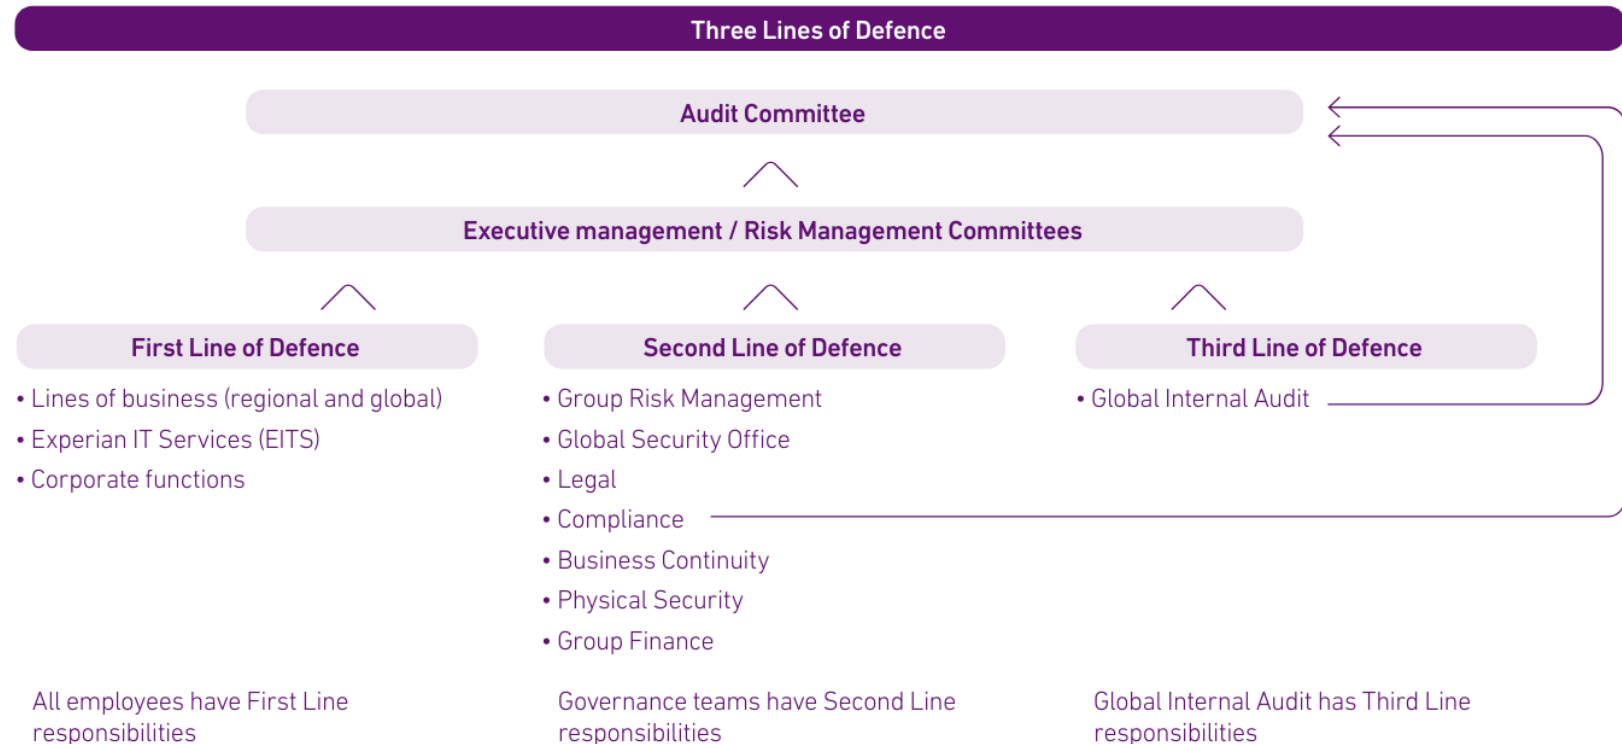 Three Lines of Defence
Audit Committee
Executive management / Risk Management Committees
First Line of Defence
• Lines of business (regional and global)
• Experian IT Services (EITS)
• Corporate functions
All employees have First Line
responsibilities
Second Line of Defence
• Group Risk Management
• Global Security Office
• Legal
• Compliance
• Business Continuity
• Physical Security
• Group Finance
Governance teams have Second Line
responsibilities
Third Line of Defence
• Global Internal Audit
Global Internal Audit has Third Line
responsibilities